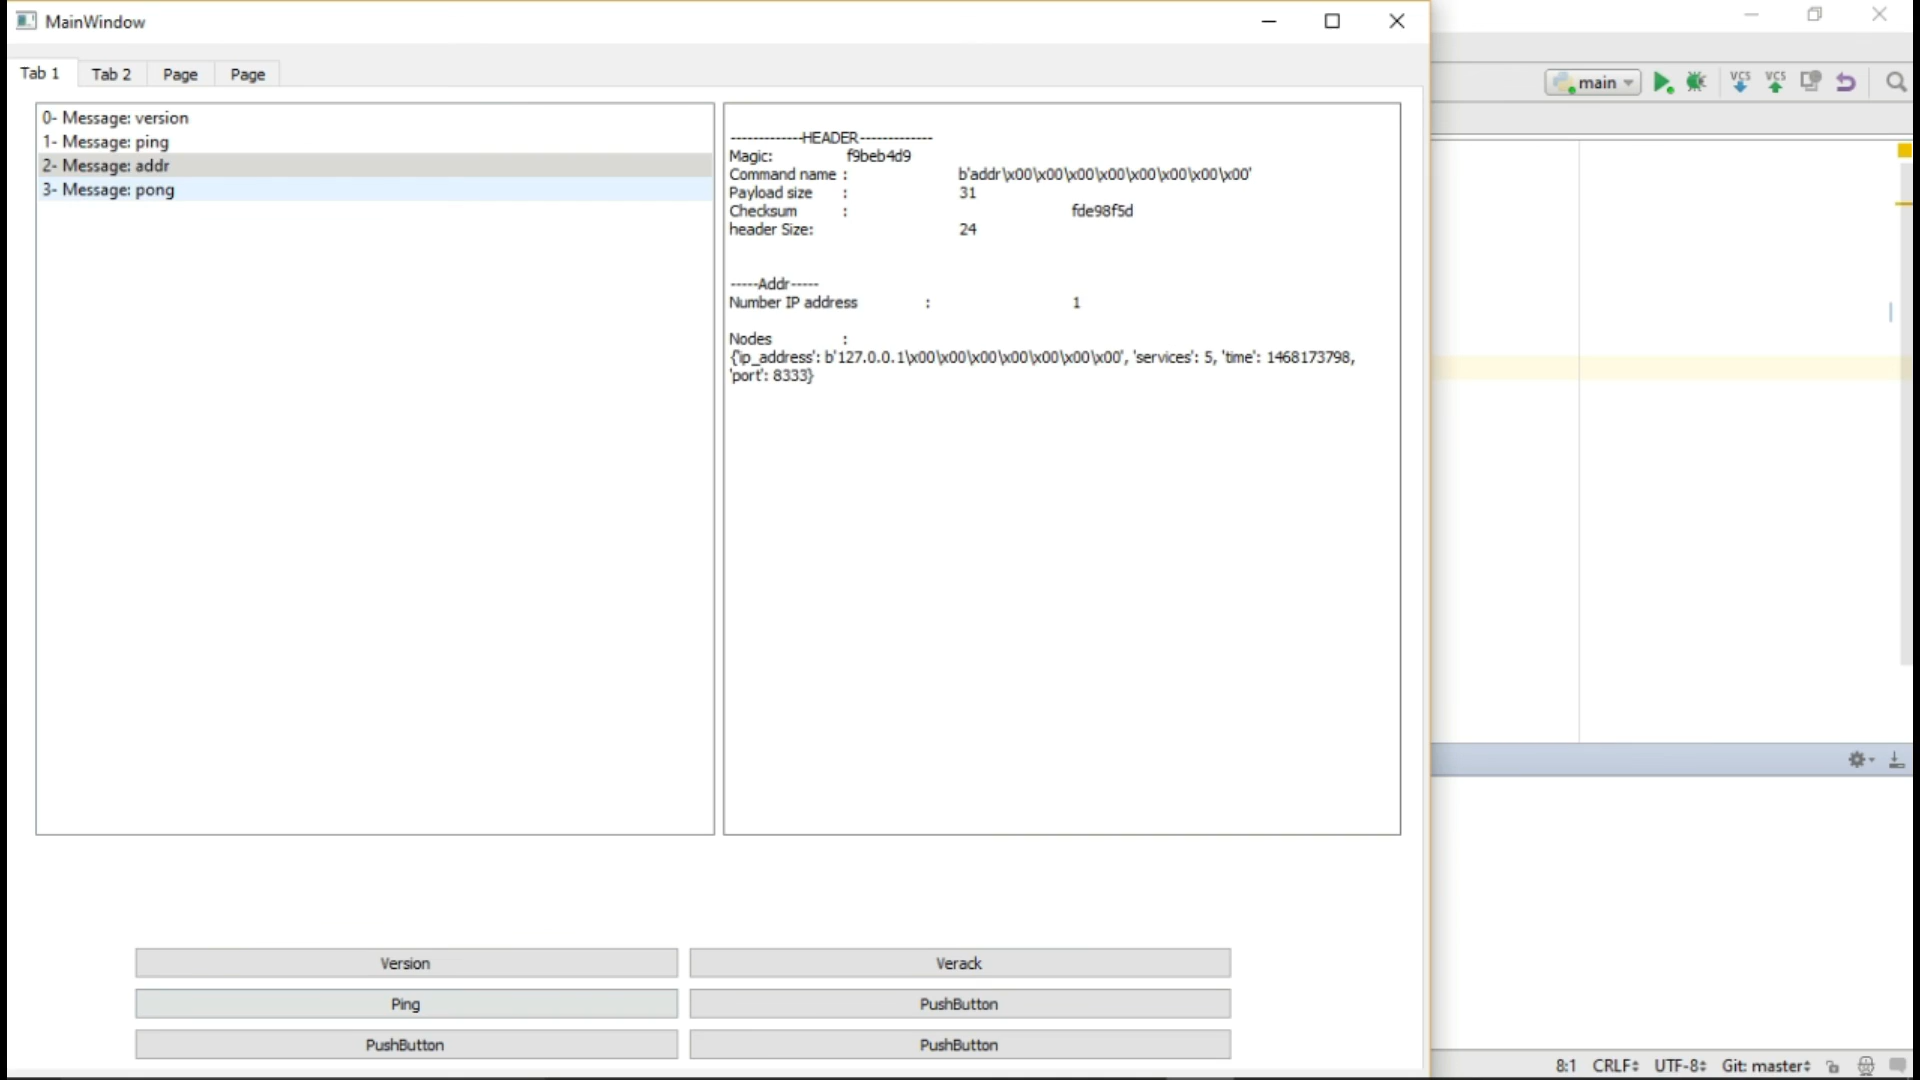 MainWindow
Tab 1 Tab 2 Page Page
main VCS VCS
0- Message: version
1- Message: ping
2- Message: addr
3- Message: pong
-------------HEADER-------------
Magic: f9beb4d9
Command name : b'addr\x00\x00\x00\x00\x00\x00\x00\x00'
Payload size : 31
Checksum : fde98f5d
header Size: 24
-----Addr-----
Number IP address : 1
Nodes :
{'ip_address': b'127.0.0.1\x00\x00\x00\x00\x00\x00\x00', 'services': 5, 'time': 1468173798,
'port': 8333}
Version Verack
Ping PushButton
PushButton PushButton
8:1 CRLF UTF-8 Git: master